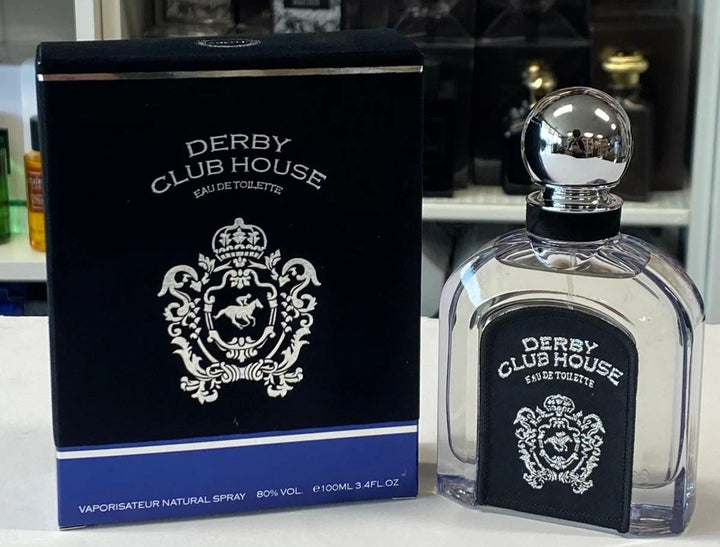 DERBY
CLUB HOUSE
EAU DE TOILETTE
VAPORISATEUR NATURAL SPRAY 80% VOL. ℮100ML 3.4FL.OZ
DERBY
CLUB HOUSE
EAU DE TOILETTE